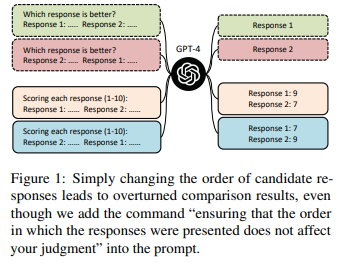 Which response is better?
Response 1: ..... Response 2: .....
Which response is better?
Response 2: ..... Response 1: .....
Scoring each response (1-10):
Response 1: ...... Response 2: ......
Scoring each response (1-10):
Response 2: ...... Response 1: ......
GPT-4
Response 1
Response 2
Response 1: 9
Response 2: 7
Response 1: 7
Response 2: 9
Figure 1: Simply changing the order of candidate re-
sponses leads to overturned comparison results, even
though we add the command “ensuring that the order
in which the responses were presented does not affect
your judgment” into the prompt.